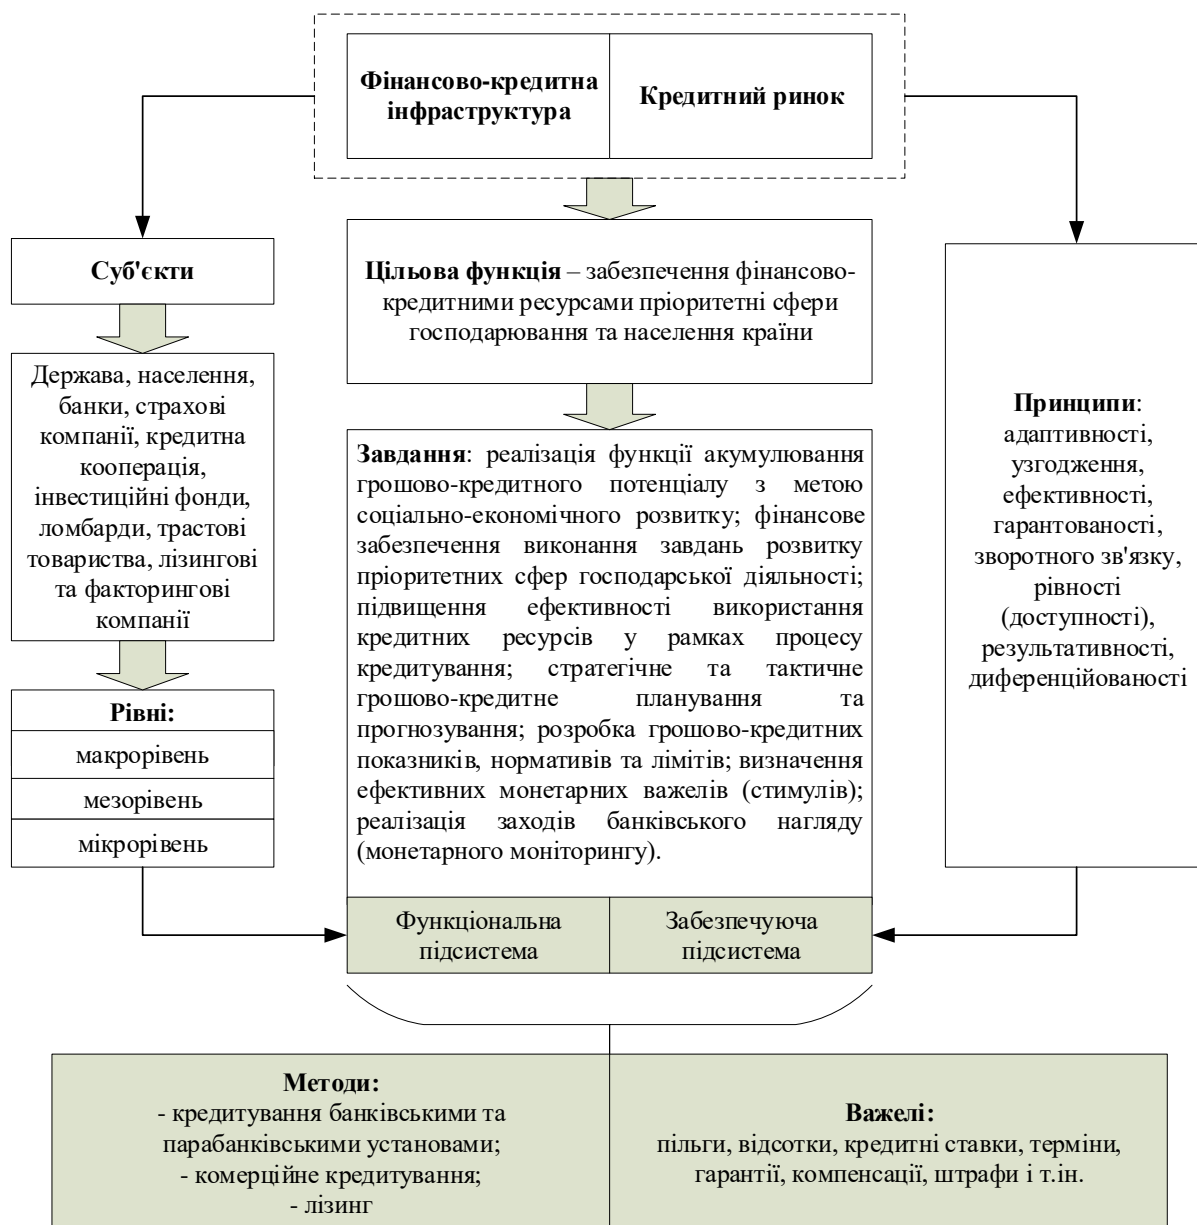 Фінансово-кредитна
інфраструктура
Кредитний ринок
Суб'єкти
Держава, населення,
банки, страхові
компанії, кредитна
кооперація,
інвестиційні фонди,
ломбарди, трастові
товариства, лізингові
та факторингові
компанії
Рівні:
макрорівень
мезорівень
мікрорівень
Цільова функція – забезпечення фінансово-
кредитними ресурсами пріоритетні сфери
господарювання та населення країни
Завдання: реалізація функції акумулювання
грошово-кредитного потенціалу з метою
соціально-економічного розвитку; фінансове
забезпечення виконання завдань розвитку
пріоритетних сфер господарської діяльності;
підвищення ефективності використання
кредитних ресурсів у рамках процесу
кредитування; стратегічне та тактичне
грошово-кредитне планування та
прогнозування; розробка грошово-кредитних
показників, нормативів та лімітів; визначення
ефективних монетарних важелів (стимулів);
реалізація заходів банківського нагляду
(монетарного моніторингу).
Функціональна
підсистема
Забезпечуюча
підсистема
Принципи:
адаптивності,
узгодження,
ефективності,
гарантованості,
зворотного зв'язку,
рівності
(доступності),
результативності,
диференційованості
Методи:
- кредитування банківськими та
парабанківськими установами;
- комерційне кредитування;
- лізинг
Важелі:
пільги, відсотки, кредитні ставки, терміни,
гарантії, компенсації, штрафи і т.ін.